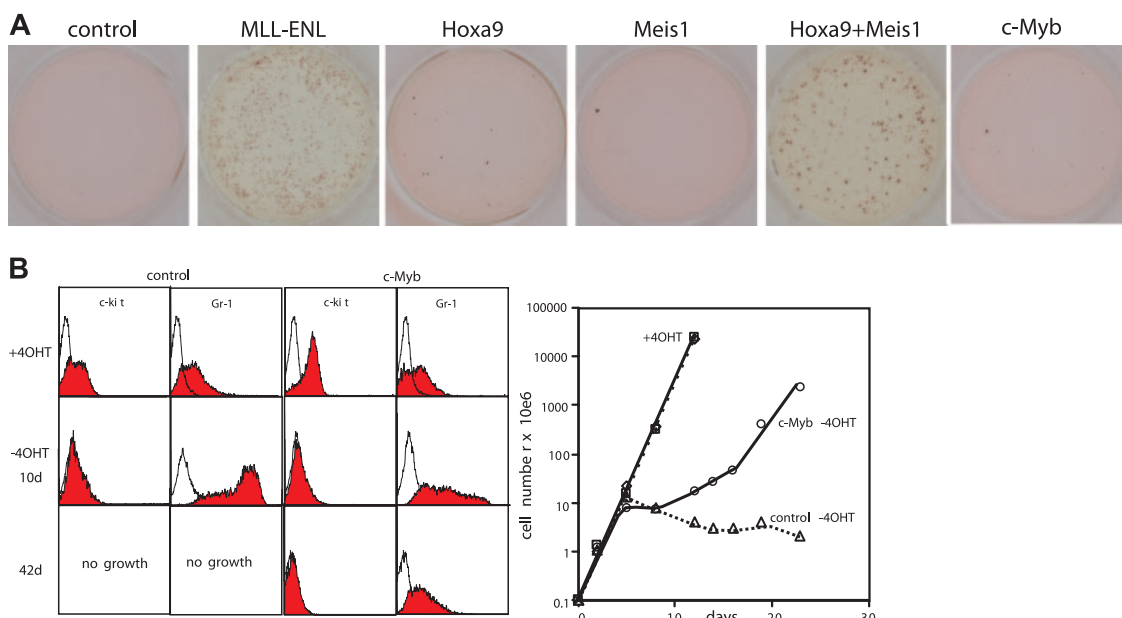 A
control MLL-ENL Hoxa9 Meis1 Hoxa9+Meis1 c-Myb
B
control c-Myb
c-ki t Gr-1 c-ki t Gr-1
+4OHT
-4OHT
10d
42d
no growth no growth
100000
10000
1000
100
10
1
0.1
cell numbe r x 10e6
+4OHT
c-Myb -4OHT
control -4OHT
0 10 20 30
days